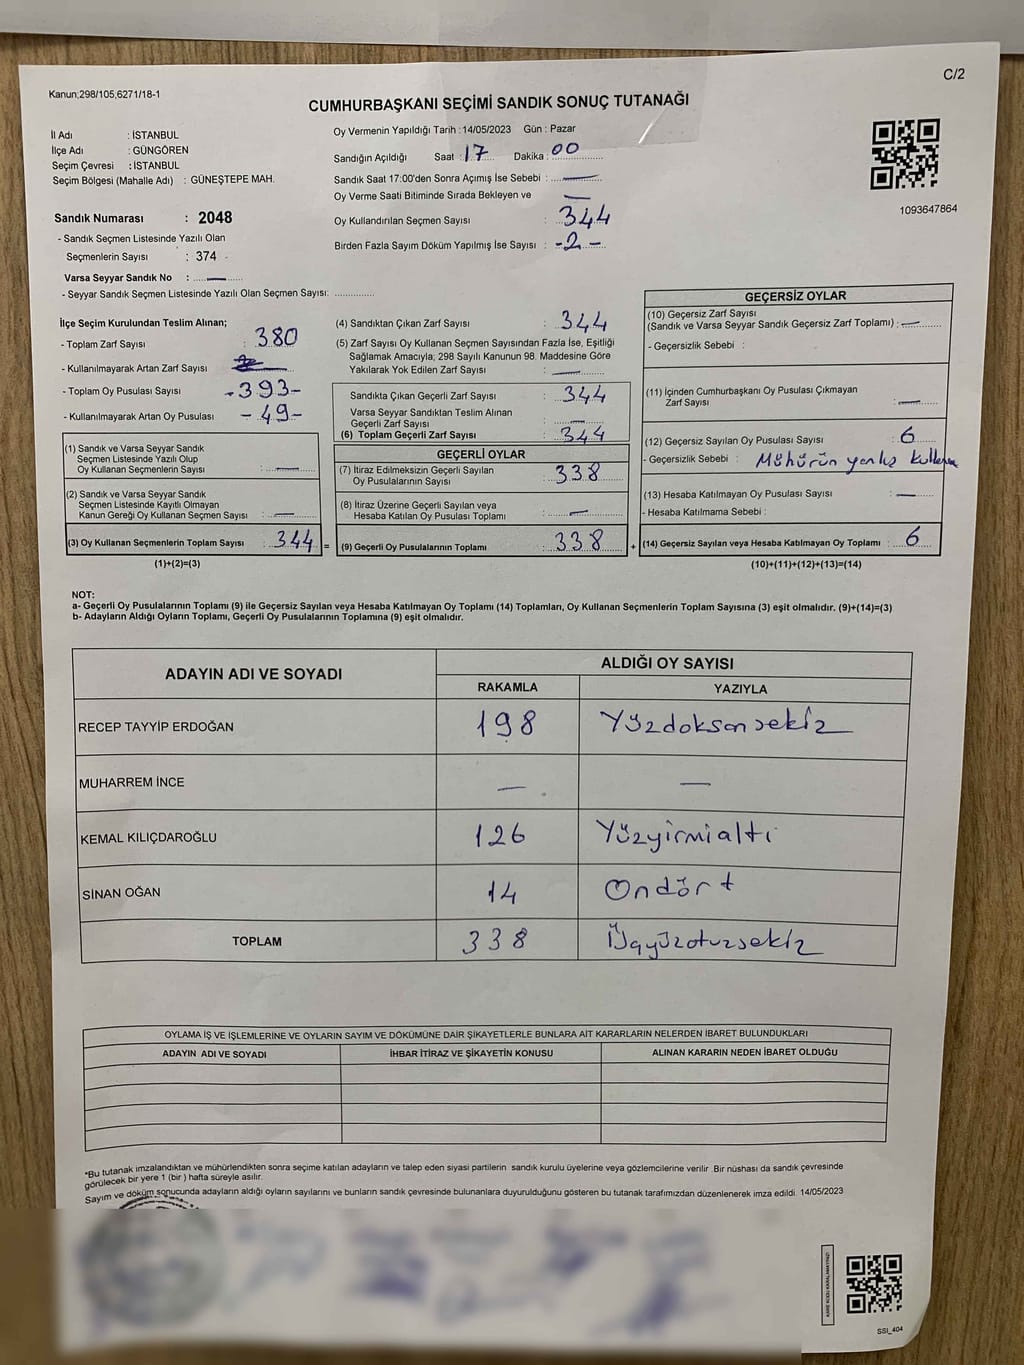 C/2
Kanun;298/105,6271/18-1
CUMHURBAŞKANI SEÇİMİ SANDIK SONUÇ TUTANAĞI
İl Adı : İSTANBUL
İlçe Adı : GÜNGÖREN
Seçim Çevresi : İSTANBUL
Seçim Bölgesi (Mahalle Adı) : GÜNEŞTEPE MAH.
Oy Vermenin Yapıldığı Tarih : 14/05/2023 Gün : Pazar
Sandığın Açıldığı Saat : 17 Dakika : 00
Sandık Saat 17:00'den Sonra Açımış İse Sebebi : —
Oy Verme Saati Bitiminde Sırada Bekleyen ve —
Oy Kullandırılan Seçmen Sayısı : 344
Birden Fazla Sayım Döküm Yapılmış İse Sayısı : -2-
1093647864
Sandık Numarası : 2048
- Sandık Seçmen Listesinde Yazılı Olan
Seçmenlerin Sayısı : 374
Varsa Seyyar Sandık No : —
- Seyyar Sandık Seçmen Listesinde Yazılı Olan Seçmen Sayısı:
İlçe Seçim Kurulundan Teslim Alınan;
- Toplam Zarf Sayısı : 380
- Kullanılmayarak Artan Zarf Sayısı —
- Toplam Oy Pusulası Sayısı -393-
- Kullanılmayarak Artan Oy Pusulası -49-
(1) Sandık ve Varsa Seyyar Sandık
Seçmen Listesinde Yazılı Olup
Oy Kullanan Seçmenlerin Sayısı : —
(2) Sandık ve Varsa Seyyar Sandık
Seçmen Listesinde Kayıtlı Olmayan
Kanun Gereği Oy Kullanan Seçmen Sayısı : —
(3) Oy Kullanan Seçmenlerin Toplam Sayısı : 344 =
(1)+(2)=(3)
(4) Sandıktan Çıkan Zarf Sayısı : 344
(5) Zarf Sayısı Oy Kullanan Seçmen Sayısından Fazla İse, Eşitliği
Sağlamak Amacıyla; 298 Sayılı Kanunun 98. Maddesine Göre
Yakılarak Yok Edilen Zarf Sayısı : —
Sandıkta Çıkan Geçerli Zarf Sayısı : 344
Varsa Seyyar Sandıktan Teslim Alınan
Geçerli Zarf Sayısı : —
(6) Toplam Geçerli Zarf Sayısı : 344
GEÇERLİ OYLAR
(7) İtiraz Edilmeksizin Geçerli Sayılan
Oy Pusulalarının Sayısı : 338
(8) İtiraz Üzerine Geçerli Sayılan veya
Hesaba Katılan Oy Pusulası Toplamı : —
(9) Geçerli Oy Pusulalarının Toplamı : 338 +
GEÇERSİZ OYLAR
(10) Geçersiz Zarf Sayısı
(Sandık ve Varsa Seyyar Sandık Geçersiz Zarf Toplamı) : —
- Geçersizlik Sebebi :
(11) İçinden Cumhurbaşkanı Oy Pusulası Çıkmayan
Zarf Sayısı : —
(12) Geçersiz Sayılan Oy Pusulası Sayısı : 6
- Geçersizlik Sebebi : Mühürün yanlış
(13) Hesaba Katılmayan Oy Pusulası Sayısı : —
- Hesaba Katılmama Sebebi :
(14) Geçersiz Sayılan veya Hesaba Katılmayan Oy Toplamı : 6
(10)+(11)+(12)+(13)=(14)
NOT:
a- Geçerli Oy Pusulalarının Toplamı (9) ile Geçersiz Sayılan veya Hesaba Katılmayan Oy Toplamı (14) Toplamları, Oy Kullanan Seçmenlerin Toplam Sayısına (3) eşit olmalıdır. (9)+(14)=(3)
b- Adayların Aldığı Oyların Toplamı, Geçerli Oy Pusulalarının Toplamına (9) eşit olmalıdır.
ADAYIN ADI VE SOYADI
ALDIĞI OY SAYISI
RAKAMLA YAZIYLA
RECEP TAYYİP ERDOĞAN 198 Yüzdoksansekiz
MUHARREM İNCE — —
KEMAL KILIÇDAROĞLU 126 Yüzyirmialtı
SİNAN OĞAN 14 Ondört
TOPLAM 338 Üçyüzotuzsekiz
OYLAMA İŞ VE İŞLEMLERİNE VE OYLARIN SAYIM VE DÖKÜMÜNE DAİR ŞİKAYETLERLE BUNLARA AİT KARARLARIN NELERDEN İBARET BULUNDUKLARI
ADAYIN ADI VE SOYADI İHBAR İTİRAZ VE ŞİKAYETİN KONUSU ALINAN KARARIN NEDEN İBARET OLDUĞU
*Bu tutanak imzalandıktan ve mühürlendikten sonra seçime katılan adayların ve talep eden siyasi partilerin sandık kurulu üyelerine veya gözlemcilerine verilir .Bir nüshası da sandık çevresinde
görülecek bir yere 1 (bir ) hafta süreyle asılır.
Sayım ve döküm sonucunda adayların aldığı oyların sayılarını ve bunların sandık çevresinde bulunanlara duyurulduğunu gösteren bu tutanak tarafımızdan düzenlenerek imza edildi. 14/05/2023
SSI_404